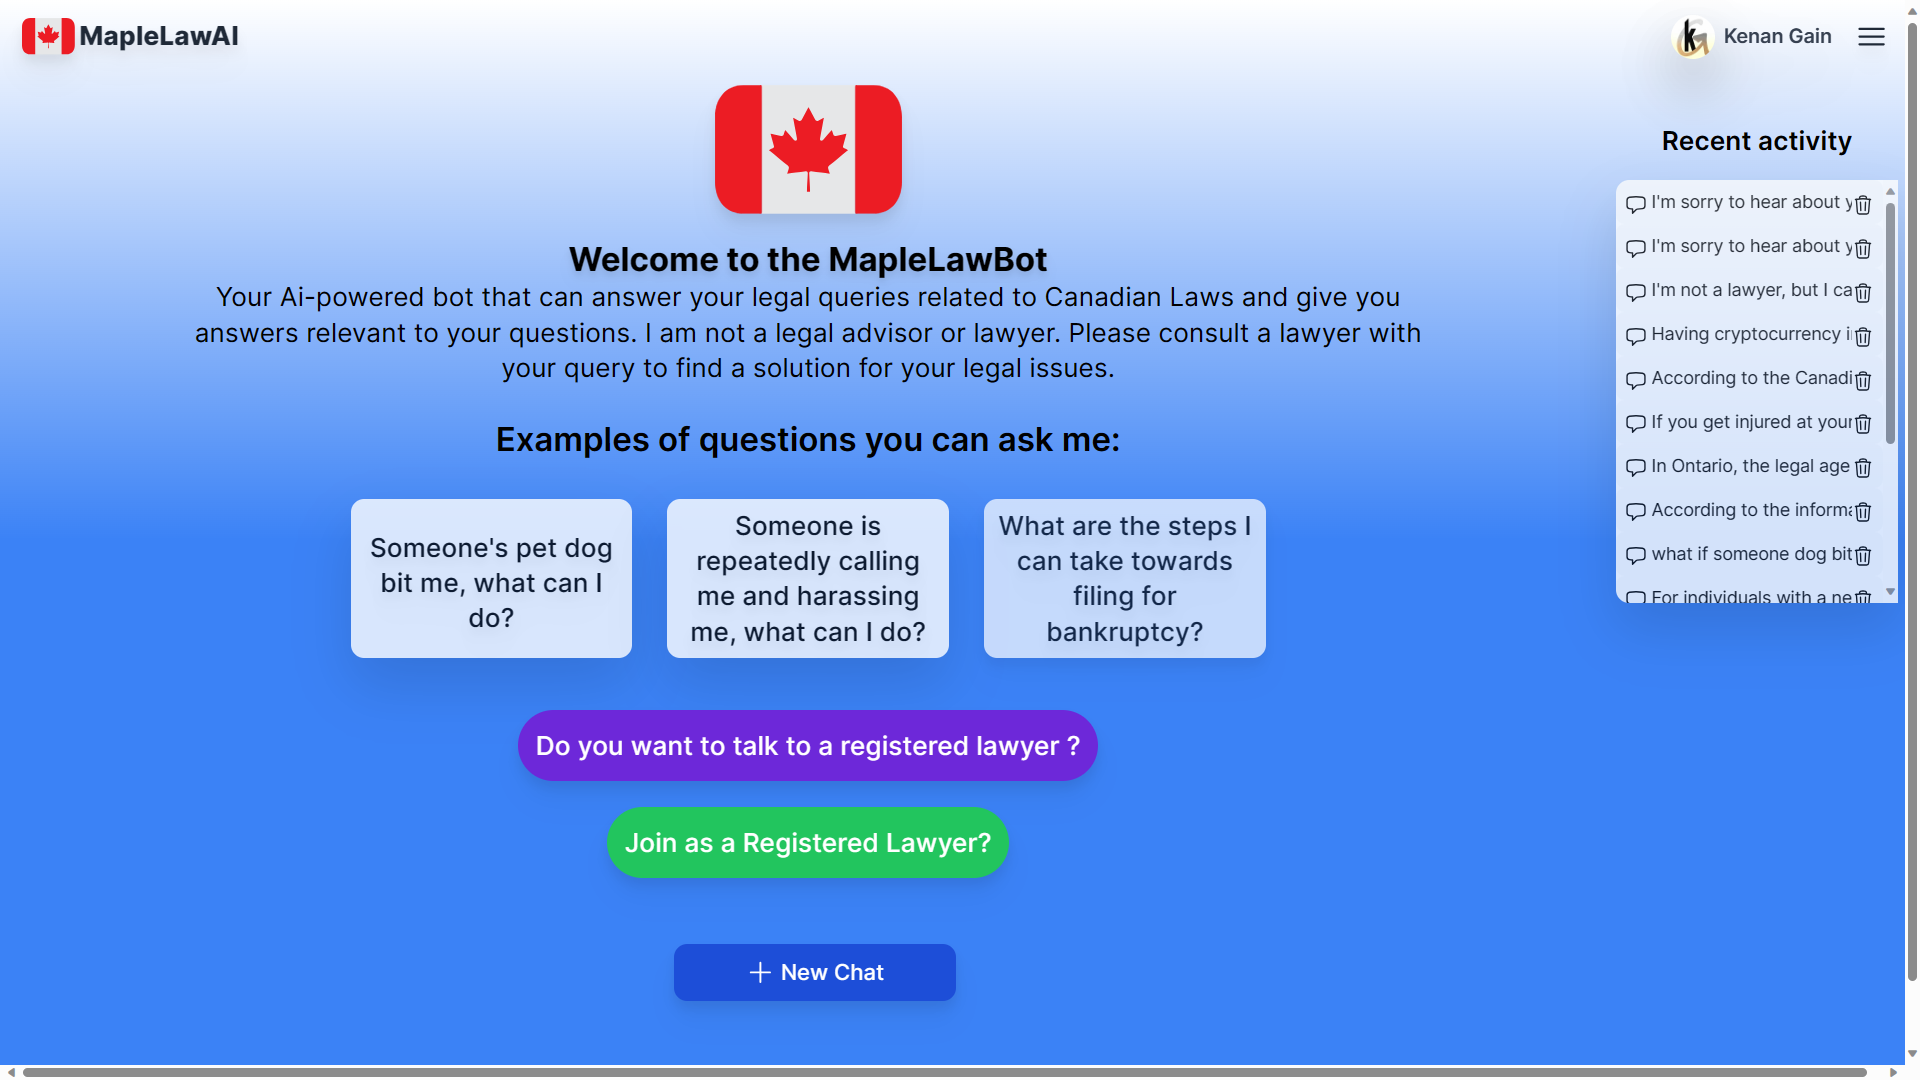 MapleLawAI
Kenan Gain
Welcome to the MapleLawBot
Your Ai-powered bot that can answer your legal queries related to Canadian Laws and give you
answers relevant to your questions. I am not a legal advisor or lawyer. Please consult a lawyer with
your query to find a solution for your legal issues.
Examples of questions you can ask me:
Someone's pet dog
bit me, what can I
do?
Someone is
repeatedly calling
me and harassing
me, what can I do?
What are the steps I
can take towards
filing for
bankruptcy?
Do you want to talk to a registered lawyer ?
Join as a Registered Lawyer?
New Chat
Recent activity
I'm sorry to hear about
I'm sorry to hear about
I'm not a lawyer, but I ca
Having cryptocurrency
According to the Canadi
If you get injured at your
In Ontario, the legal age
According to the informa
what if someone dog bit
For individuals with a ne